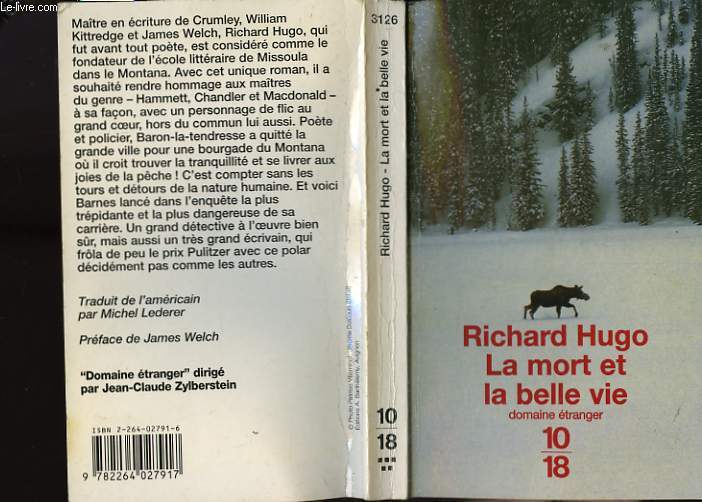 © Le-livre.com
Maître en écriture de Crumley, William
Kittredge et James Welch, Richard Hugo, qui
fut avant tout poète, est considéré comme le
fondateur de l'école littéraire de Missoula
dans le Montana. Avec cet unique roman, il a
souhaité rendre hommage aux maîtres
du genre – Hammett, Chandler et Macdonald –
à sa façon, avec un personnage de flic au
grand cœur, hors du commun lui aussi. Poète
et policier, Baron-la-tendresse a quitté la
grande ville pour une bourgade du Montana
où il croit trouver la tranquillité et se livrer aux
joies de la pêche ! C'est compter sans les
tours et détours de la nature humaine. Et voici
Barnes lancé dans l'enquête la plus
trépidante et la plus dangereuse de sa
carrière. Un grand détective à l'œuvre bien
sûr, mais aussi un très grand écrivain, qui
frôla de peu le prix Pulitzer avec ce polar
décidément pas comme les autres.
Traduit de l'américain
par Michel Lederer
Préface de James Welch
"Domaine étranger" dirigé
par Jean-Claude Zylberstein
ISBN 2-264-02791-6
9 782264 027917
Éditions A. Barthélemy, Avignon
3126
Richard Hugo - La mort et la belle vie
10
18
Richard Hugo
La mort et
la belle vie
domaine étranger
10
18